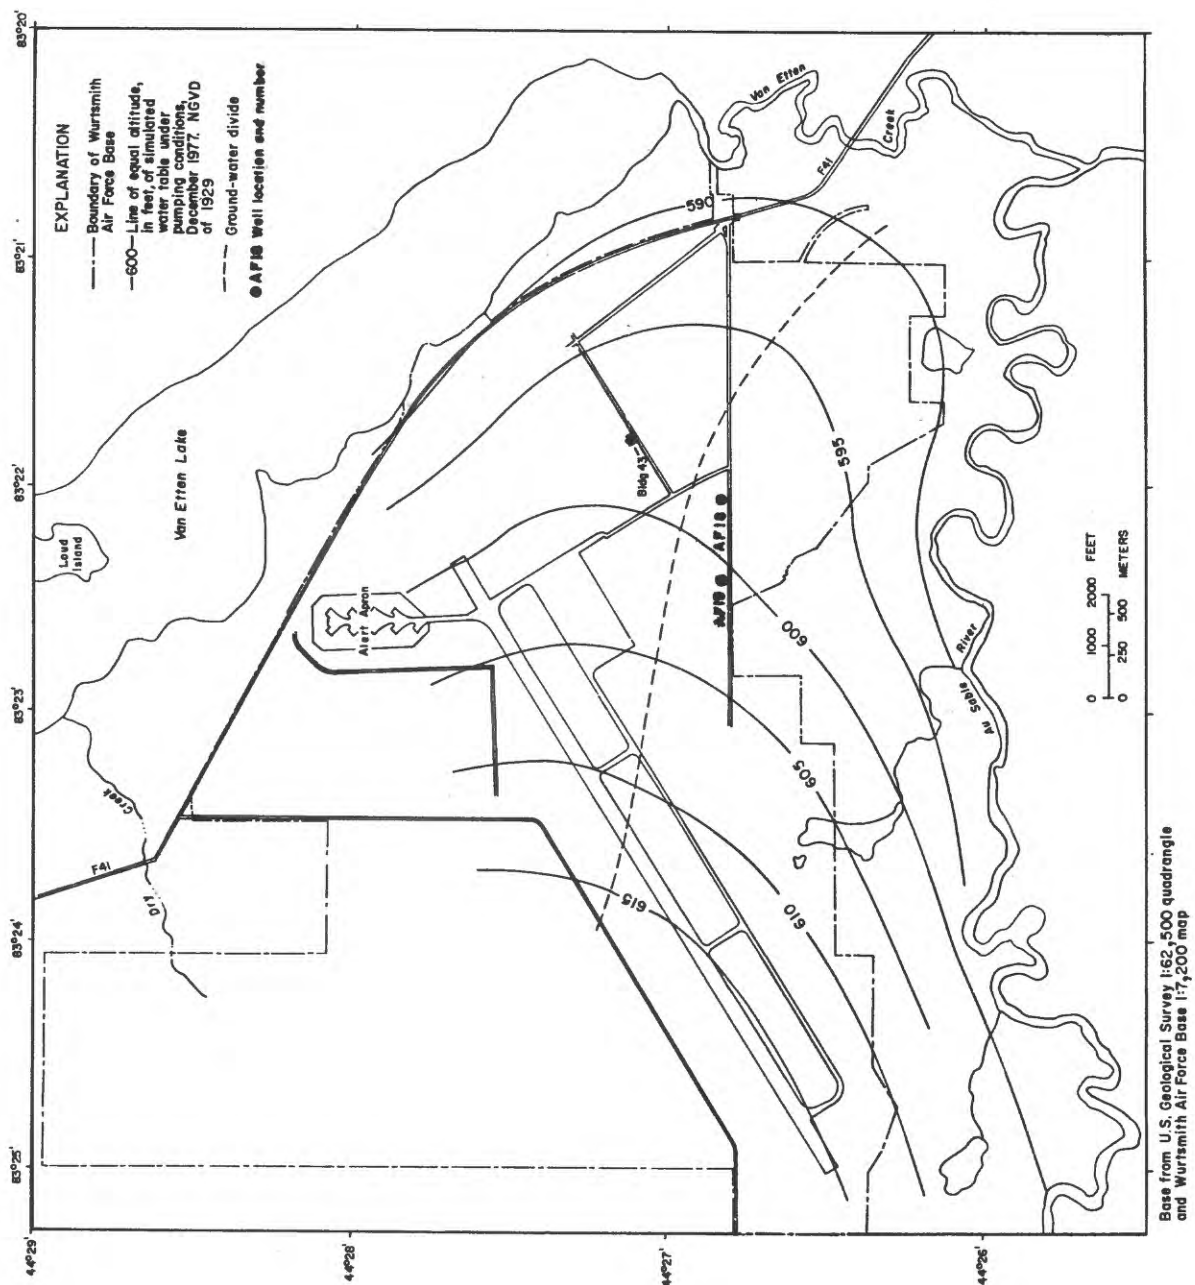 EXPLANATION
Boundary of Wurtsmith
Air Force Base
—600—Line of equal altitude,
in feet, of simulated
water table under
pumping conditions,
December 1977. NGVD
of 1929
Ground-water divide
AF18 Well location and number
83°25'
83°24'
83°23'
83°22'
83°21'
83°20'
44°29'
44°28'
44°27'
44°26'
F41
Dry
Creek
Loud
Island
Van Etten Lake
Alert Apron
Bldg 43
AF19
AF18
590
595
600
605
610
615
F41
Van Etten
Creek
Au Sable
River
0 1000 2000 FEET
0 250 500 METERS
Base from U.S. Geological Survey 1:62,500 quadrangle
and Wurtsmith Air Force Base 1:7,200 map